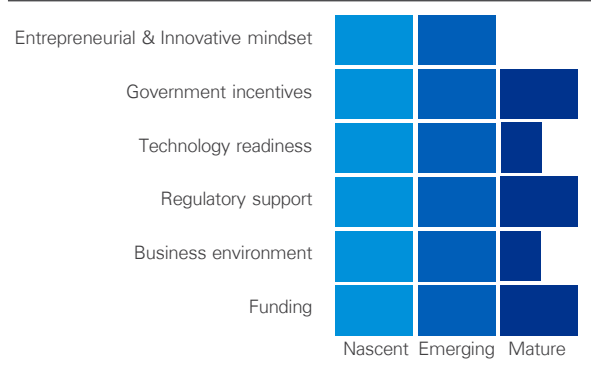 Entrepreneurial & Innovative mindset
Government incentives
Technology readiness
Regulatory support
Business environment
Funding
Nascent Emerging Mature